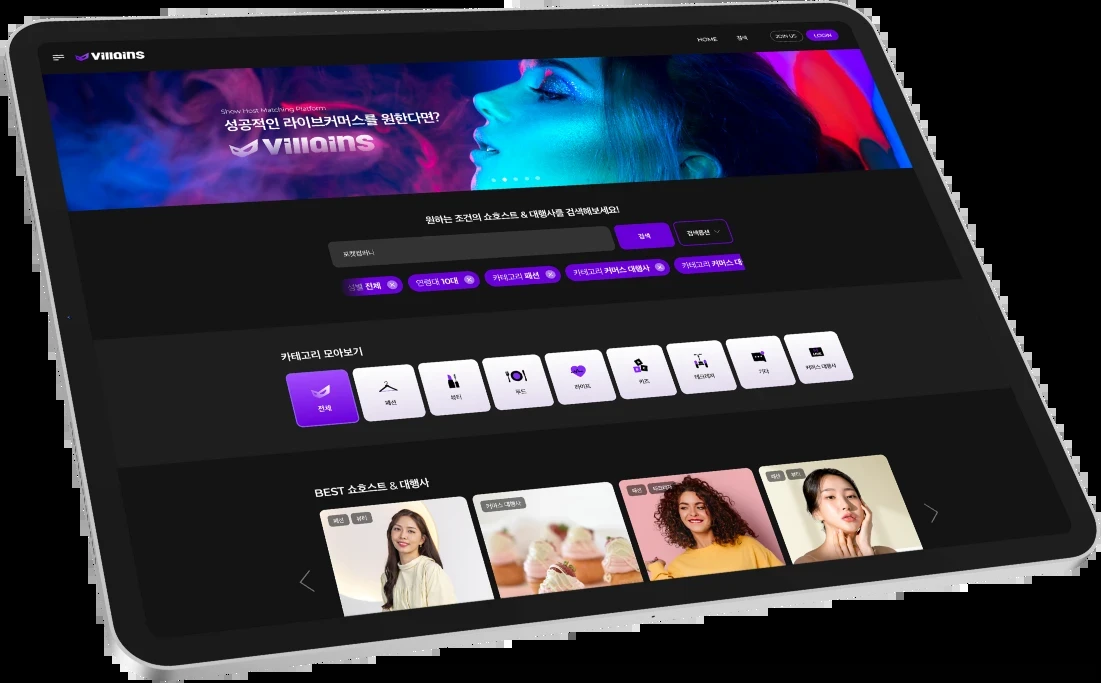 Villains
HOME
검색
JOIN US
LOGIN
Show Host Matching Platform
성공적인 라이브커머스를 원한다면?
Villains
원하는 조건의 쇼호스트 & 대행사를 검색해보세요!
포켓컴퍼니
검색
검색옵션
성별 전체
연령대 10대
카테고리 패션
카테고리 커머스 대행사
카테고리 커머스 대
카테고리 모아보기
전체
패션
뷰티
푸드
라이프
키즈
레크레이션
기타
커머스 대행사
BEST 쇼호스트 & 대행사
패션
뷰티
커머스 대행사
패션
패션
뷰티